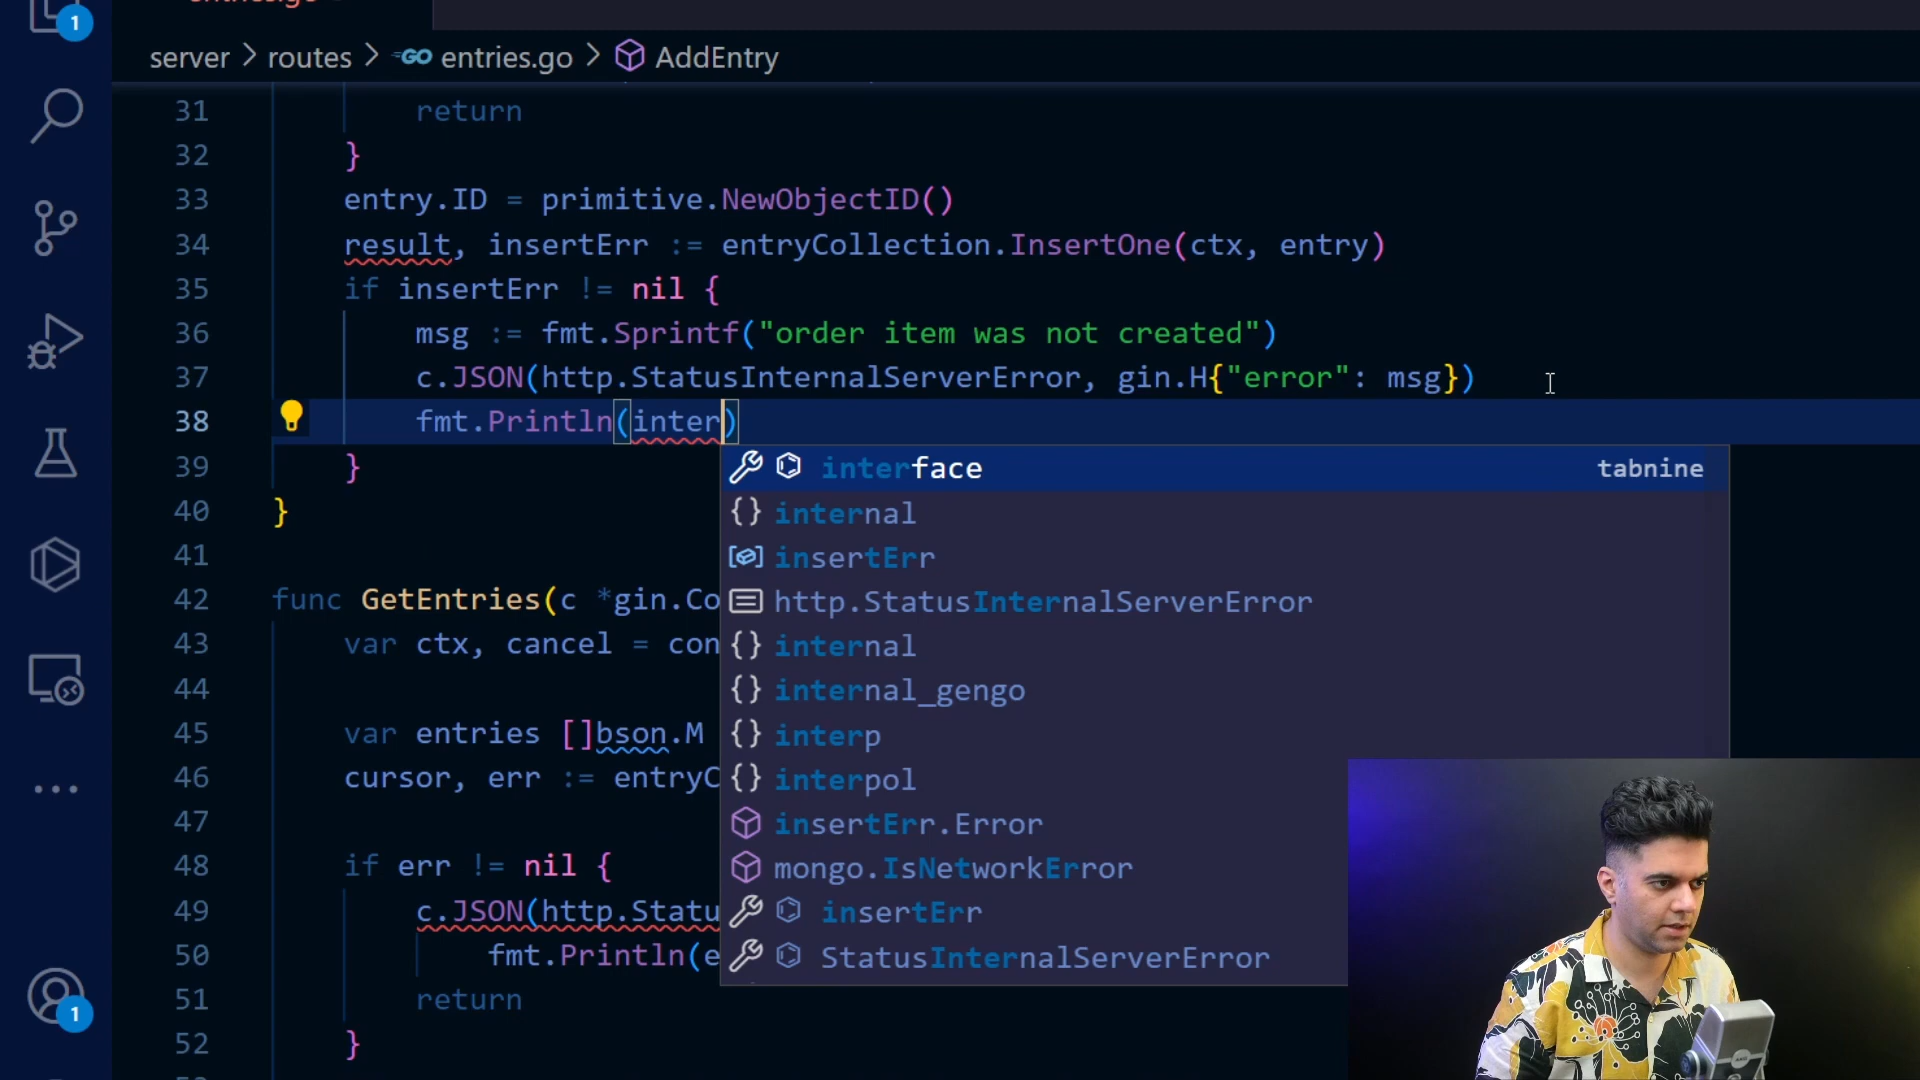 1
server > routes > GO entries.go > AddEntry
31 return
32 }
33 entry.ID = primitive.NewObjectID()
34 result, insertErr := entryCollection.InsertOne(ctx, entry)
35 if insertErr != nil {
36 msg := fmt.Sprintf("order item was not created")
37 c.JSON(http.StatusInternalServerError, gin.H{"error": msg})
38 fmt.Println(inter)
interface tabnine
39 }
internal
40 }
insertErr
41
http.StatusInternalServerError
42 func GetEntries(c *gin.Co
internal
43 var ctx, cancel = con
internal_gengo
44
interp
45 var entries []bson.M
interpol
46 cursor, err := entryC
insertErr.Error
47
mongo.IsNetworkError
48 if err != nil {
insertErr
49 c.JSON(http.Statu
StatusInternalServerError
50 fmt.Println(e
51 return
1
52 }